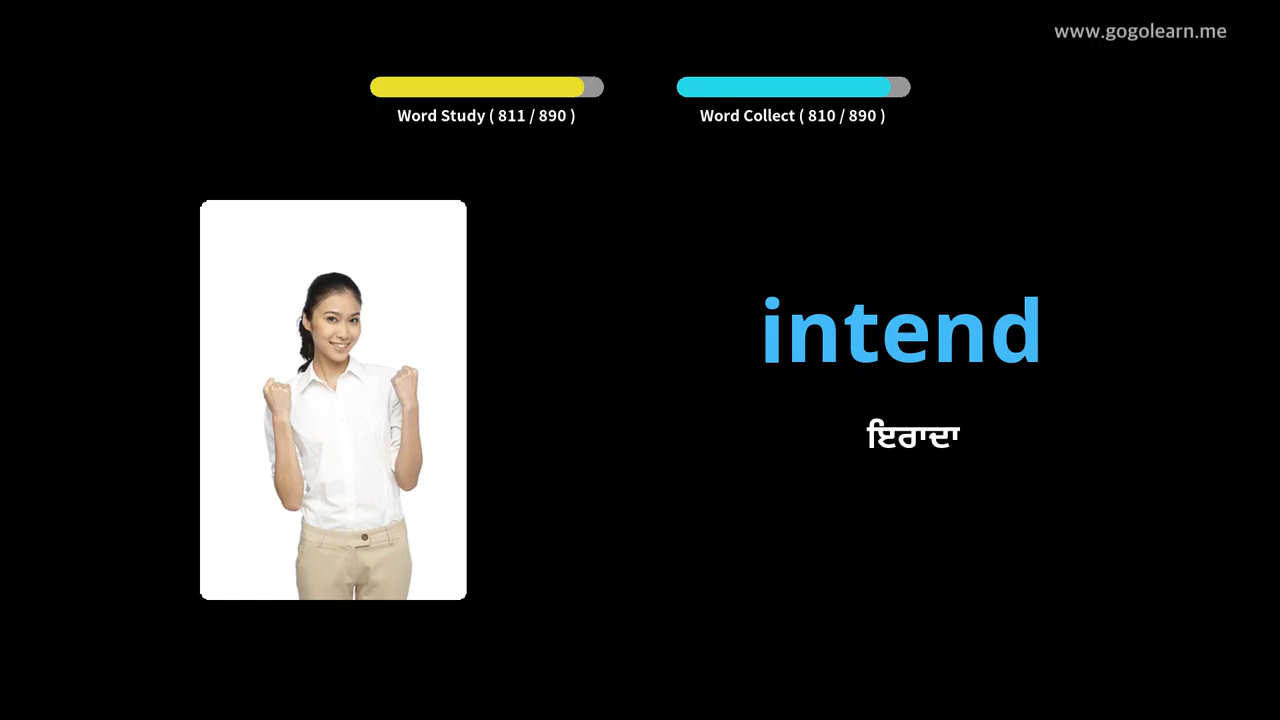 www.gogolearn.me
Word Study ( 811 / 890 )
Word Collect ( 810 / 890 )
intend
ਇਰਾਦਾ